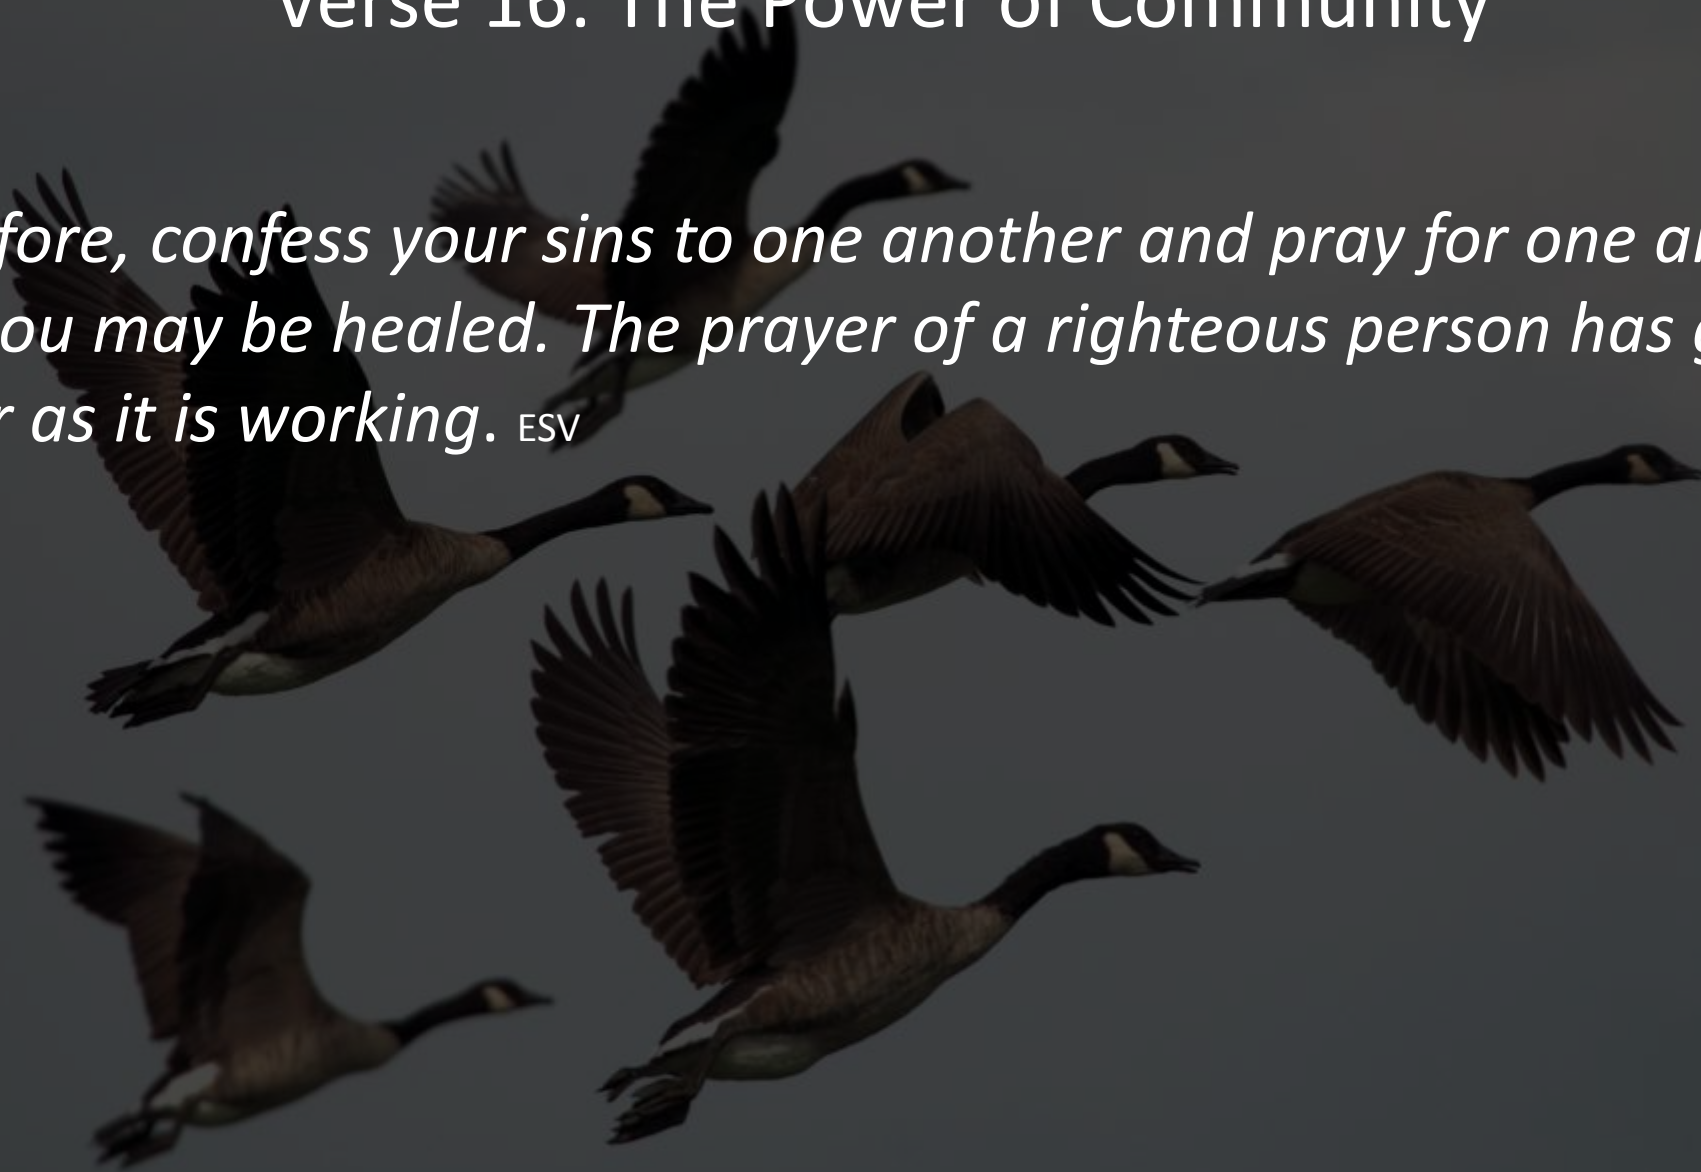 Verse 16: The Power of Community
fore, confess your sins to one another and pray for one an
ou may be healed. The prayer of a righteous person has g
r as it is working. ESV